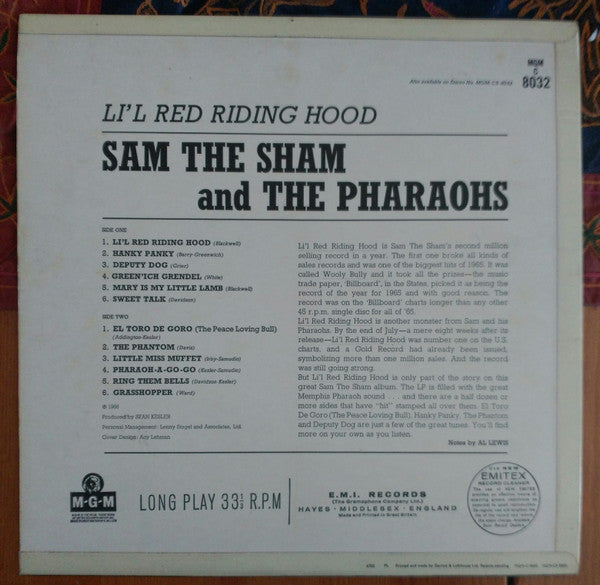 MGM
C
8032
Also available on Stereo No. MGM-CS-8032
LI'L RED RIDING HOOD
SAM THE SHAM
and THE PHARAOHS
SIDE ONE
1. LI'L RED RIDING HOOD (Blackwell)
2. HANKY PANKY (Barry-Greenwich)
3. DEPUTY DOG (Grier)
4. GREEN'ICH GRENDEL (White)
5. MARY IS MY LITTLE LAMB (Blackwell)
6. SWEET TALK (Davidson)
SIDE TWO
1. EL TORO DE GORO (The Peace Loving Bull)
(Addington-Kesler)
2. THE PHANTOM (Davis)
3. LITTLE MISS MUFFET (Irby-Samudio)
4. PHARAOH-A-GO-GO (Kesler-Samudio)
5. RING THEM BELLS (Davidson-Kesler)
6. GRASSHOPPER (Ward)
℗ 1966
Produced by STAN KESLER
Personal Management: Lenny Stogel and Associates, Ltd.
Cover Design: Acy Lehman
Li'l Red Riding Hood is Sam The Sham's second million
selling record in a year. The first one broke all kinds of
sales records and was one of the biggest hits of 1965. It was
called Wooly Bully and it took all the prizes—the music
trade paper, 'Billboard', in the States, picked it as being the
record of the year for 1965 and with good reason. The
record was on the 'Billboard' charts longer than any other
45 r.p.m. single disc for all of '65.
Li'l Red Riding Hood is another monster from Sam and his
Pharaohs. By the end of July—a mere eight weeks after its
release—Li'l Red Riding Hood was number one on the U.S.
charts, and a Gold Record had already been issued,
symbolizing more than one million sales. And the record
was still going strong.
But Li'l Red Riding Hood is only part of the story on this
great Sam The Sham album. The LP is filled with the great
Memphis Pharaoh sound . . . and there are a half dozen or
more sides that have "hit" stamped all over them. El Toro
De Goro (The Peace Loving Bull), Hanky Panky, The Phantom
and Deputy Dog are just a few of the great tunes. You'll find
more on your own as you listen.
Notes by AL LEWIS
M-G-M
LONG PLAY 33⅓ R.P.M
E.M.I. RECORDS
(The Gramophone Company Ltd.)
HAYES · MIDDLESEX · ENGLAND
Made and Printed in Great Britain
Use NEW
EMITEX
RECORD CLEANER